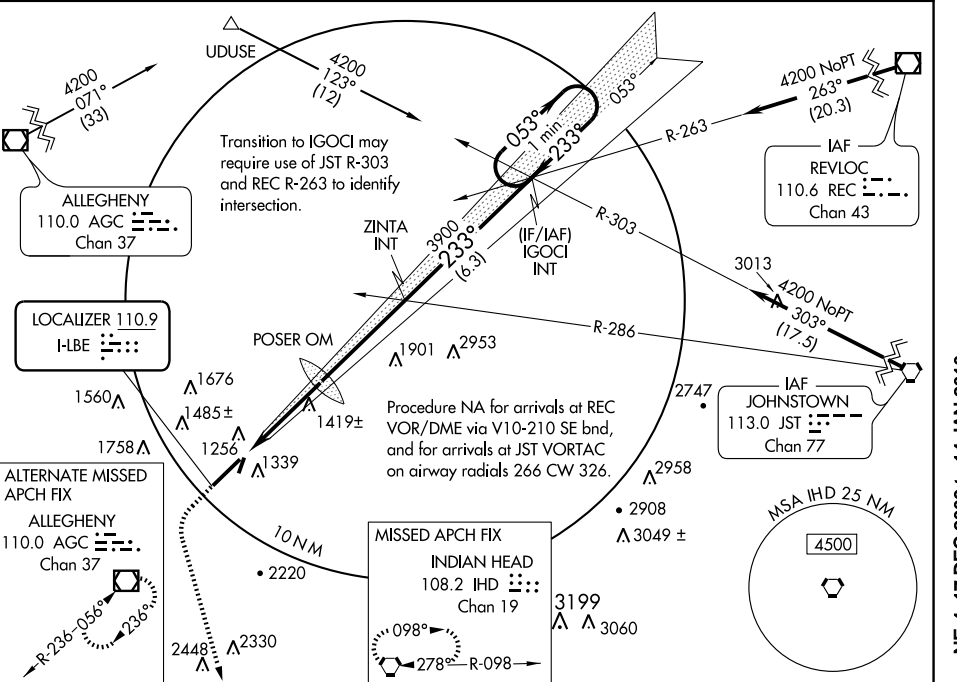 UDUSE
4200
071°
(33)
4200
123°
(12)
4200 NoPT
263°
(20.3)
053°
1 min.
233°
053°
R-263
IAF
REVLOC
110.6 REC
Chan 43
Transition to IGOCI may
require use of JST R-303
and REC R-263 to identify
intersection.
ALLEGHENY
110.0 AGC
Chan 37
ZINTA
INT
3900
233°
(6.3)
(IF/IAF)
IGOCI
INT
R-303
3013
4200 NoPT
303°
(17.5)
LOCALIZER 110.9
I-LBE
R-286
POSER OM
1901
2953
1676
1560
1485±
1419±
1256
1758
1339
Procedure NA for arrivals at REC
VOR/DME via V10-210 SE bnd,
and for arrivals at JST VORTAC
on airway radials 266 CW 326.
2747
IAF
JOHNSTOWN
113.0 JST
Chan 77
2958
2908
3049 ±
ALTERNATE MISSED
APCH FIX
ALLEGHENY
110.0 AGC
Chan 37
R-236
056°
236°
10 NM
2220
2448
2330
MISSED APCH FIX
INDIAN HEAD
108.2 IHD
Chan 19
098°
278°
R-098
3199
3060
MSA IHD 25 NM
4500